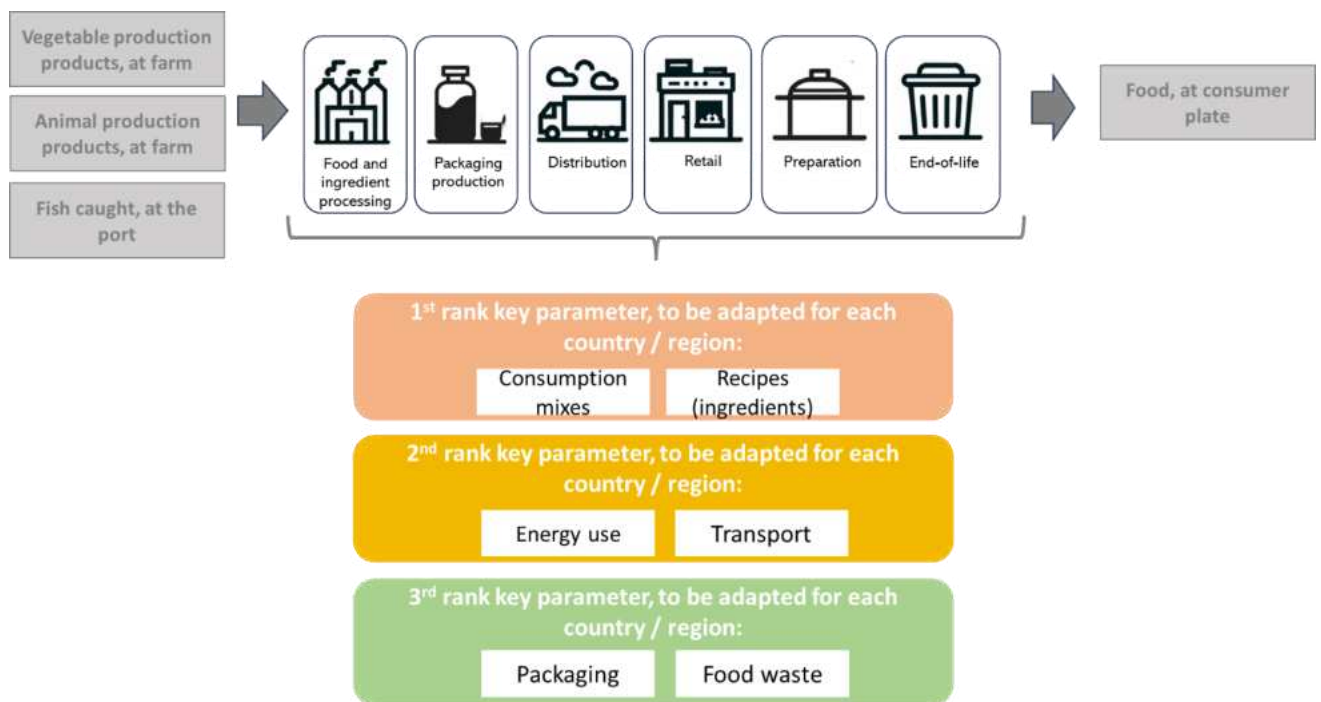 Vegetable production
products, at farm
Animal production
products, at farm
Fish caught, at the
port
Food and
ingredient
processing
Packaging
production
Distribution
Retail
Preparation
End-of-life
Food, at consumer
plate
1st rank key parameter, to be adapted for each
country / region:
Consumption
mixes
Recipes
(ingredients)
2nd rank key parameter, to be adapted for each
country / region:
Energy use
Transport
3rd rank key parameter, to be adapted for each
country / region:
Packaging
Food waste